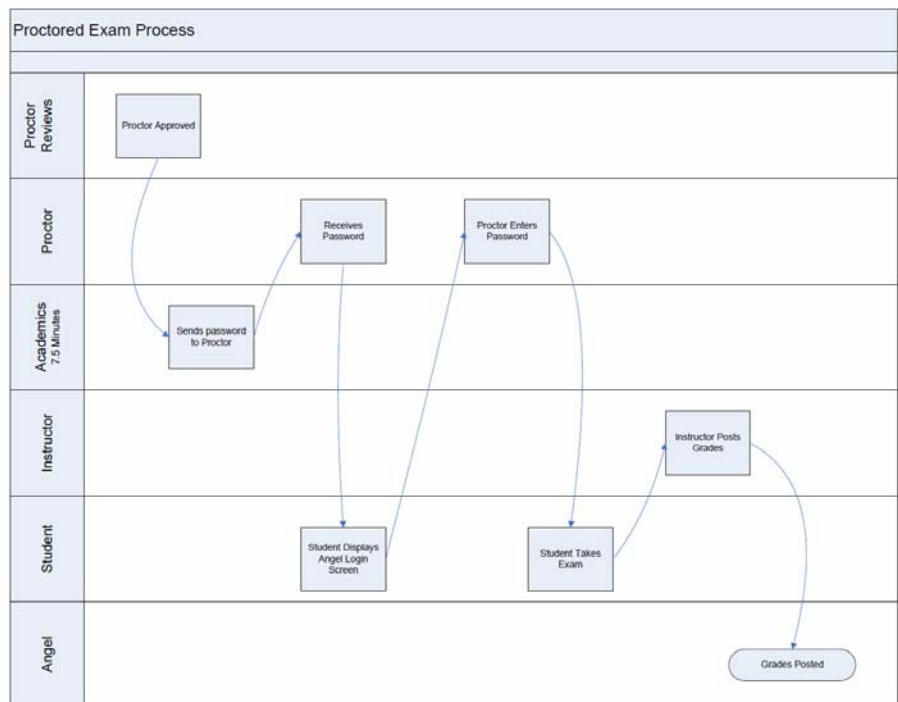 Proctored Exam Process
Proctor
Reviews
Proctor Approved
Proctor
Receives
Password
Proctor Enters
Password
Academics
7.5 Minutes
Sends password
to Proctor
Instructor
Instructor Posts
Grades
Student
Student Displays
Angel Login
Screen
Student Takes
Exam
Angel
Grades Posted